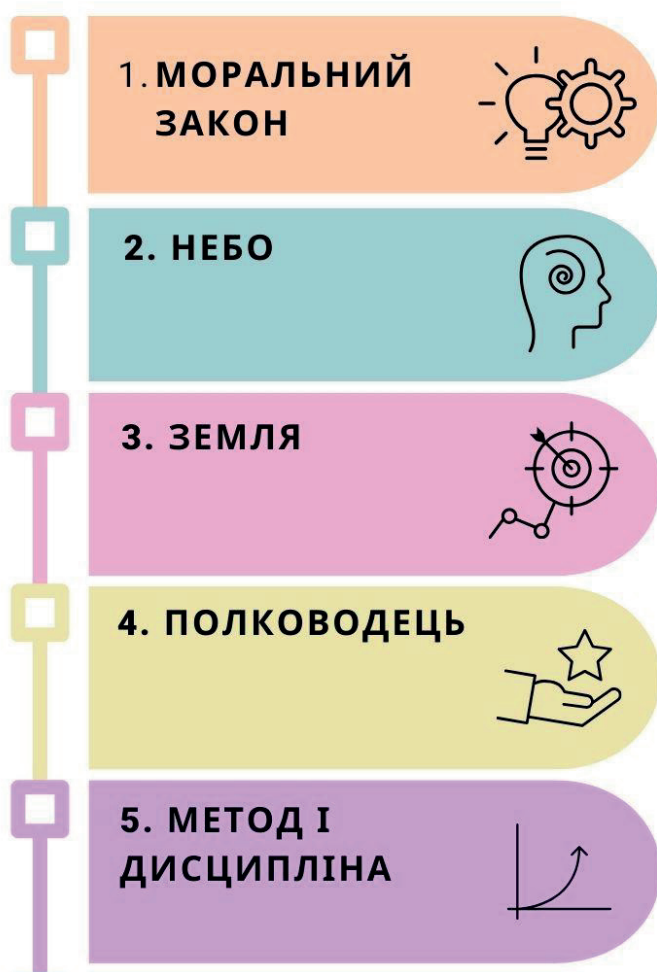 1. МОРАЛЬНИЙ
ЗАКОН
2. НЕБО
3. ЗЕМЛЯ
4. ПОЛКОВОДЕЦЬ
5. МЕТОД І
ДИСЦИПЛІНА